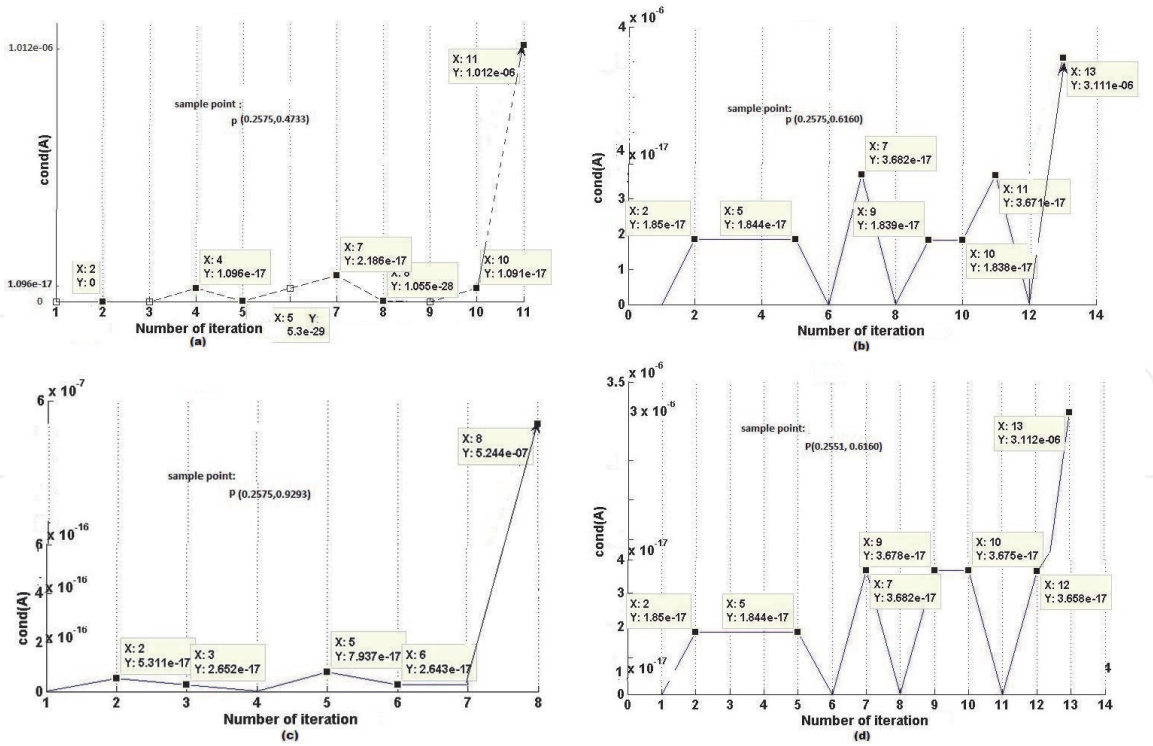 (a)
1.012e-06
X: 11
Y: 1.012e-06
sample point :
p (0.2575,0.4733)
cond(A)
X: 7
Y: 2.186e-17
X: 4
Y: 1.096e-17
Y: 1.055e-28
X: 10
Y: 1.091e-17
X: 2
Y: 0
1.096e-17
0
1 2 3 4 5 7 8 9 10 11
X: 5 Y:
5.3e-29
Number of iteration
(a)
(b)
4 x 10-6
X: 13
Y: 3.111e-06
sample point:
p (0.2575,0.6160)
4 x 10-17
cond(A)
X: 7
Y: 3.682e-17
3
X: 11
Y: 3.671e-17
X: 2
Y: 1.85e-17
X: 5
Y: 1.844e-17
X: 9
Y: 1.839e-17
2
X: 10
Y: 1.838e-17
1
0
0 2 4 6 8 10 12 14
Number of iteration
(b)
6 x 10-7
X: 8
Y: 5.244e-07
sample point:
p (0.2575,0.9293)
6 x 10-16
4 x 10-16
cond(A)
2 x 10-16
X: 2
Y: 5.311e-17
X: 3
Y: 2.652e-17
X: 5
Y: 7.937e-17
X: 6
Y: 2.643e-17
0
1 2 3 4 5 6 7 8
Number of iteration
(c)
(d)
x 10-6
3.5
3 x 10-6
X: 13
Y: 3.112e-06
sample point:
P(0.2551, 0.6160)
cond(A)
4 x 10-17
X: 9
Y: 3.678e-17
X: 10
Y: 3.675e-17
X: 7
Y: 3.682e-17
X: 12
Y: 3.658e-17
3
X: 2
Y: 1.85e-17
X: 5
Y: 1.844e-17
2
1 x 10-17
4
0
0 1 2 3 4 5 6 7 8 9 10 11 12 13 14
Number of iteration
(d)